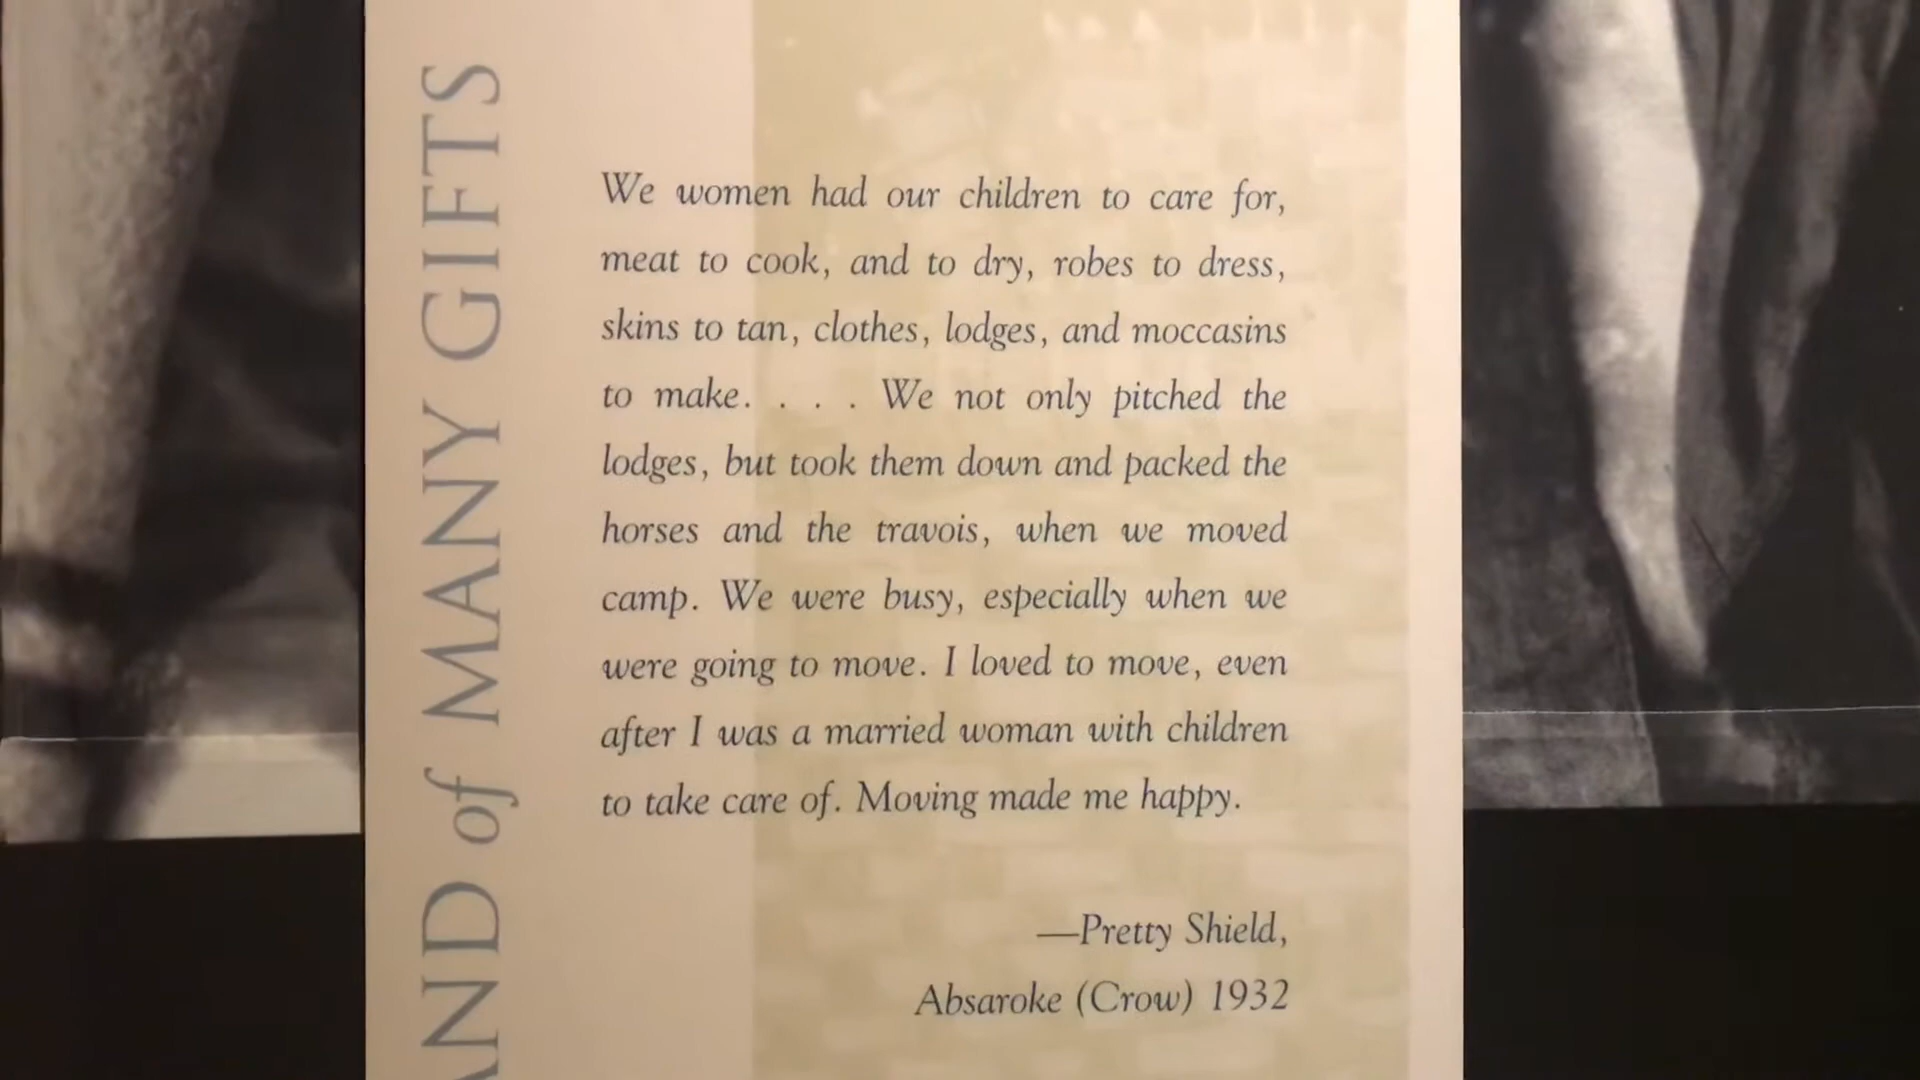 AND of MANY GIFTS
We women had our children to care for,
meat to cook, and to dry, robes to dress,
skins to tan, clothes, lodges, and moccasins
to make. . . . We not only pitched the
lodges, but took them down and packed the
horses and the travois, when we moved
camp. We were busy, especially when we
were going to move. I loved to move, even
after I was a married woman with children
to take care of. Moving made me happy.
—Pretty Shield,
Absaroke (Crow) 1932